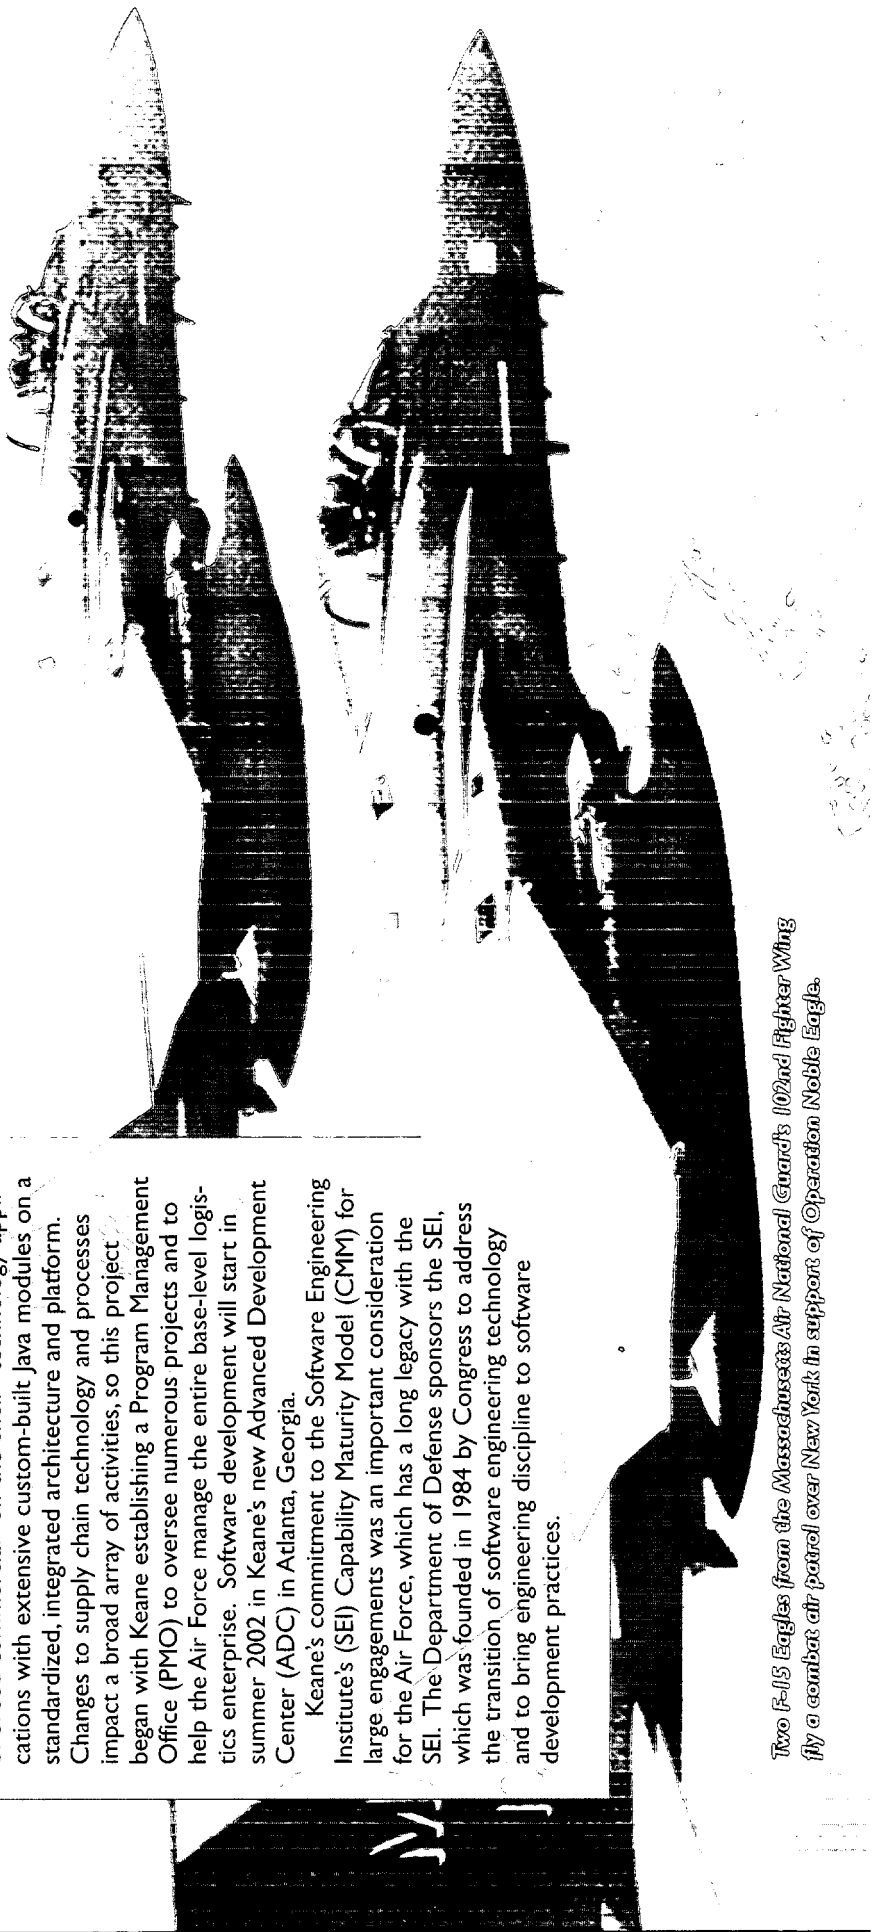 cations with extensive custom-built Java modules on a
standardized, integrated architecture and platform.
Changes to supply chain technology and processes
impact a broad array of activities, so this project
began with Keane establishing a Program Management
Office (PMO) to oversee numerous projects and to
help the Air Force manage the entire base-level logis-
tics enterprise. Software development will start in
summer 2002 in Keane's new Advanced Development
Center (ADC) in Atlanta, Georgia.
Keane's commitment to the Software Engineering
Institute's (SEI) Capability Maturity Model (CMM) for
large engagements was an important consideration
for the Air Force, which has a long legacy with the
SEI. The Department of Defense sponsors the SEI,
which was founded in 1984 by Congress to address
the transition of software engineering technology
and to bring engineering discipline to software
development practices.
Two F-15 Eagles from the Massachusetts Air National Guard's 102nd Fighter Wing
fly a combat air patrol over New York in support of Operation Noble Eagle.